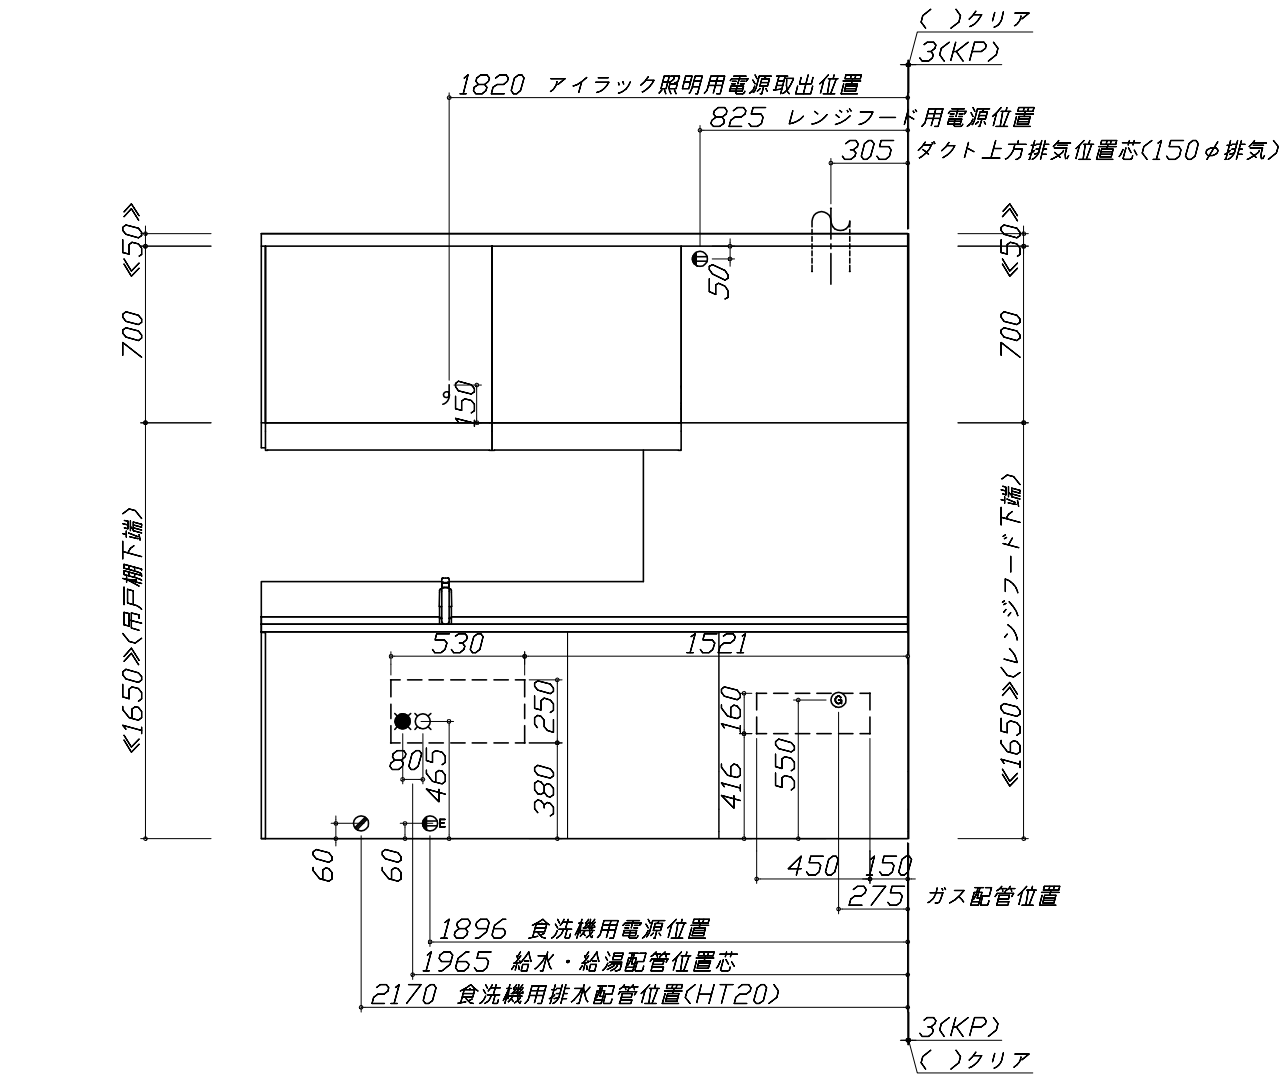 ( )クリア
3(KP)
1820 アイラック照明用電源取出位置
825 レンジフード用電源位置
305 ダクト上方排気位置芯(150φ排気)
≪50≫
≪50≫
50
700
700
150
≪1650≫(吊戸棚下端)
≪1650≫(レンジフード下端)
530
1521
250
160
80
465
380
550
416
E
G
60
60
450
150
275 ガス配管位置
1896 食洗機用電源位置
1965 給水・給湯配管位置芯
2170 食洗機用排水配管位置(HT20)
3(KP)
( )クリア